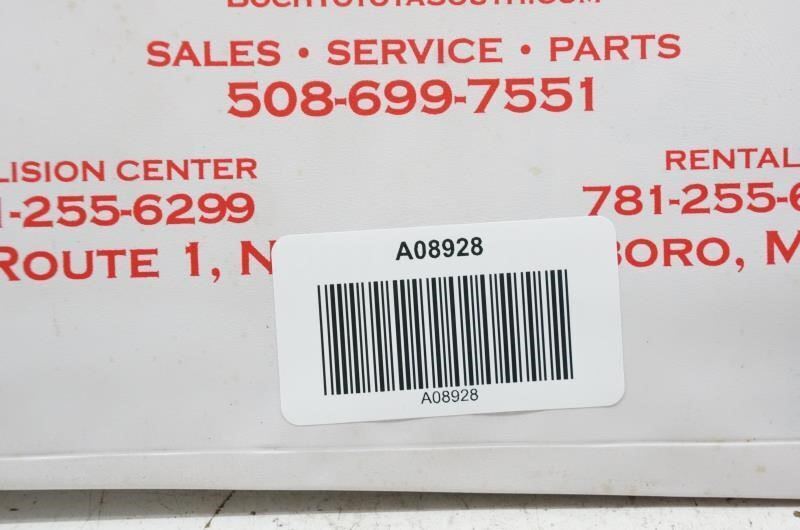 SALES • SERVICE • PARTS
508-699-7551
LISION CENTER
-255-6299
RENTAL
781-255-6
ROUTE 1, N
BORO, M
A08928
A08928